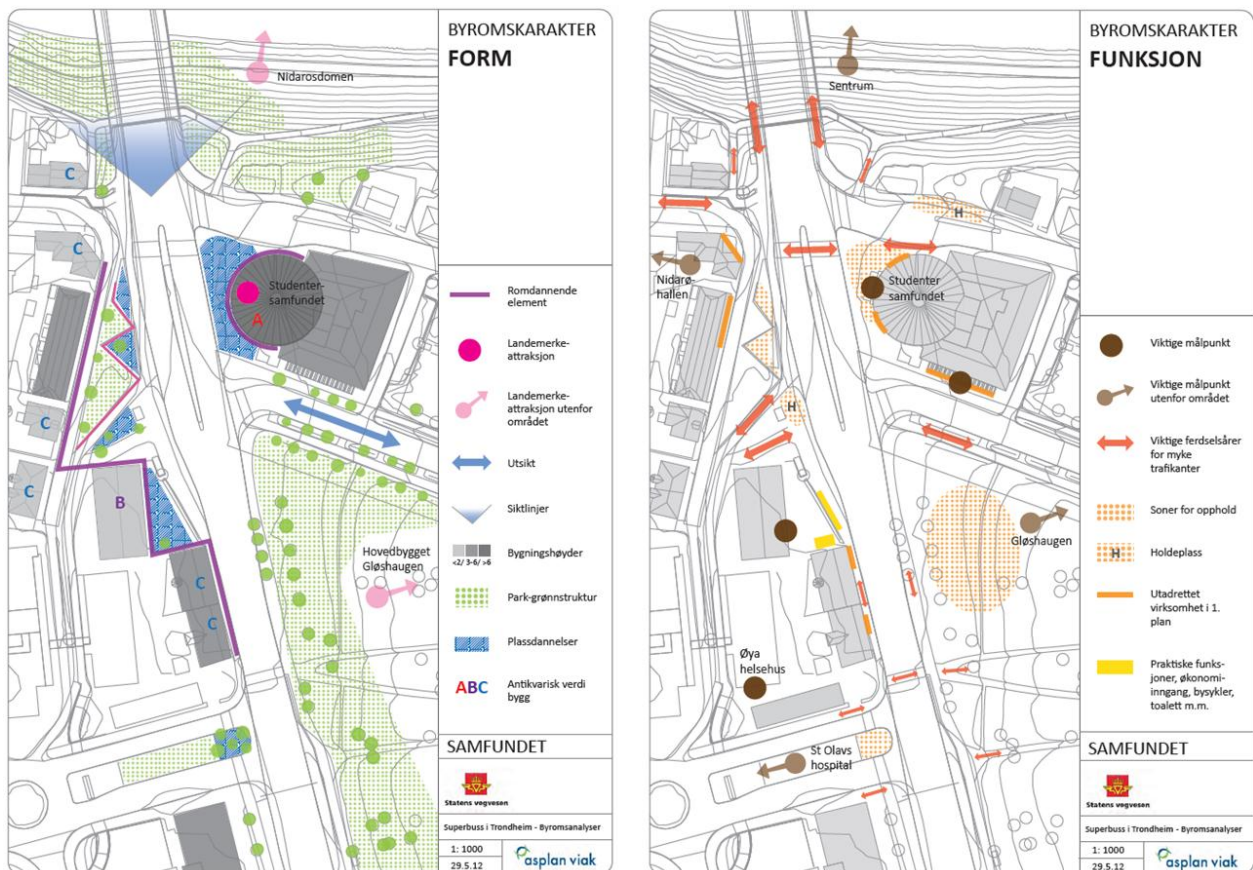 BYROMSKARAKTER
FORM
Nidarosdomen
C
C
Studenter-
samfundet
A
C
C
B
C
C
Hovedbygget
Gløshaugen
Romdannende
element
Landemerke-
attraksjon
Landemerke-
attraksjon utenfor
området
Utsikt
Siktlinjer
Bygningshøyder
<2/ 3-6/ >6
Park-grønnstruktur
Plassdannelser
ABC
Antikvarisk verdi
bygg
SAMFUNDET
Statens vegvesen
Superbuss i Trondheim - Byromsanalyser
1: 1000
29.5.12
asplan viak
BYROMSKARAKTER
FUNKSJON
Sentrum
H
Nidarø-
hallen
Studenter
samfundet
H
Gløshaugen
Øya
helsehus
St Olavs
hospital
Viktige målpunkt
Viktige målpunkt
utenfor området
Viktige ferdselsårer
for myke
trafikanter
Soner for opphold
H
Holdeplass
Utadrettet
virksomhet i 1.
plan
Praktiske funks-
joner, økonomi-
inngang, bysykler,
toalett m.m.
SAMFUNDET
Statens vegvesen
Superbuss i Trondheim - Byromsanalyser
1: 1000
29.5.12
asplan viak